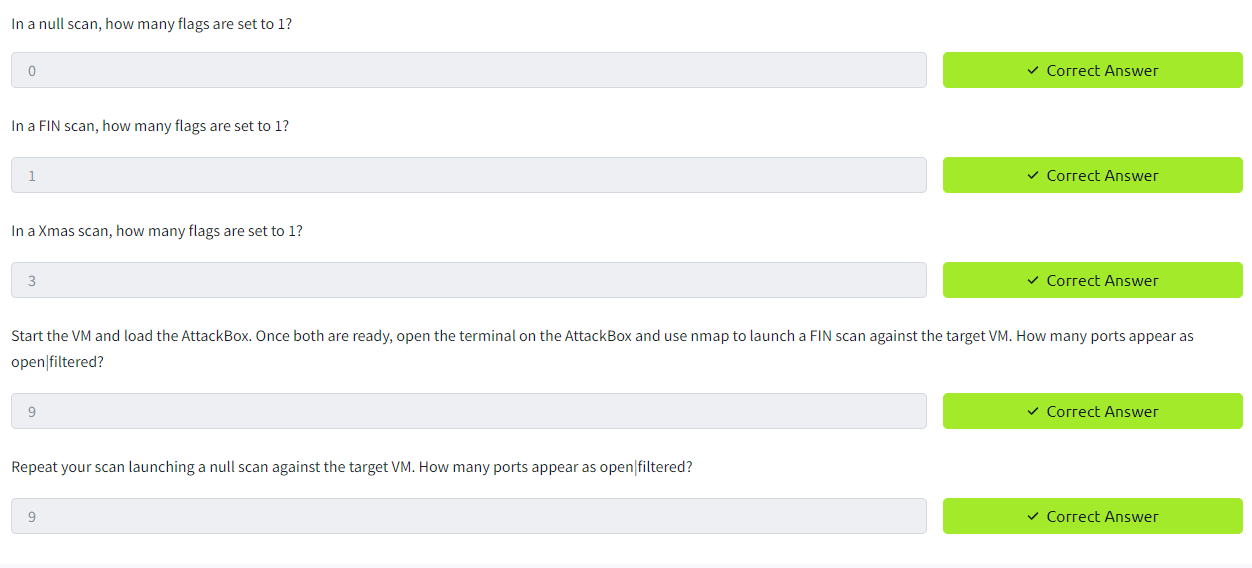 In a null scan, how many flags are set to 1?
0
✓ Correct Answer
In a FIN scan, how many flags are set to 1?
1
✓ Correct Answer
In a Xmas scan, how many flags are set to 1?
3
✓ Correct Answer
Start the VM and load the AttackBox. Once both are ready, open the terminal on the AttackBox and use nmap to launch a FIN scan against the target VM. How many ports appear as
open|filtered?
9
✓ Correct Answer
Repeat your scan launching a null scan against the target VM. How many ports appear as open|filtered?
9
✓ Correct Answer